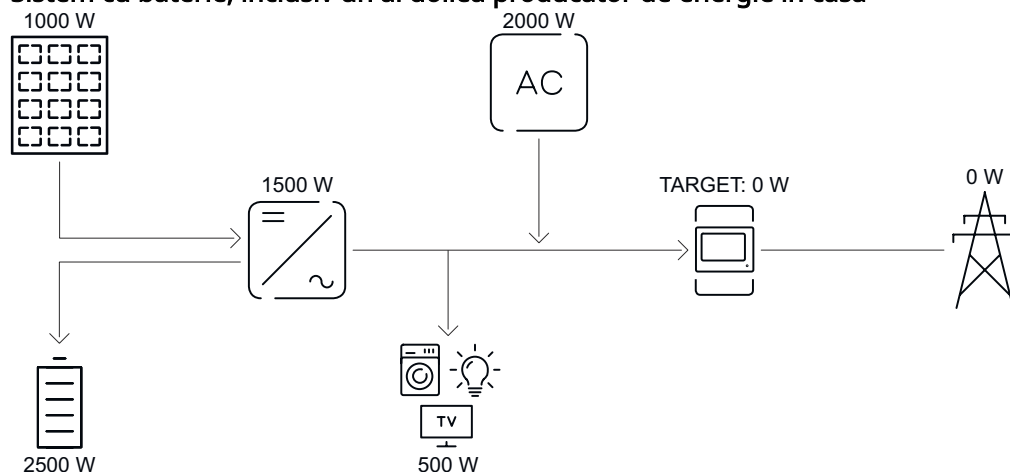 Sistem cu baterie, inclusiv un al doilea producător de energie în casă
1000 W
2000 W
AC
1500 W
TARGET: 0 W
0 W
TV
2500 W
500 W